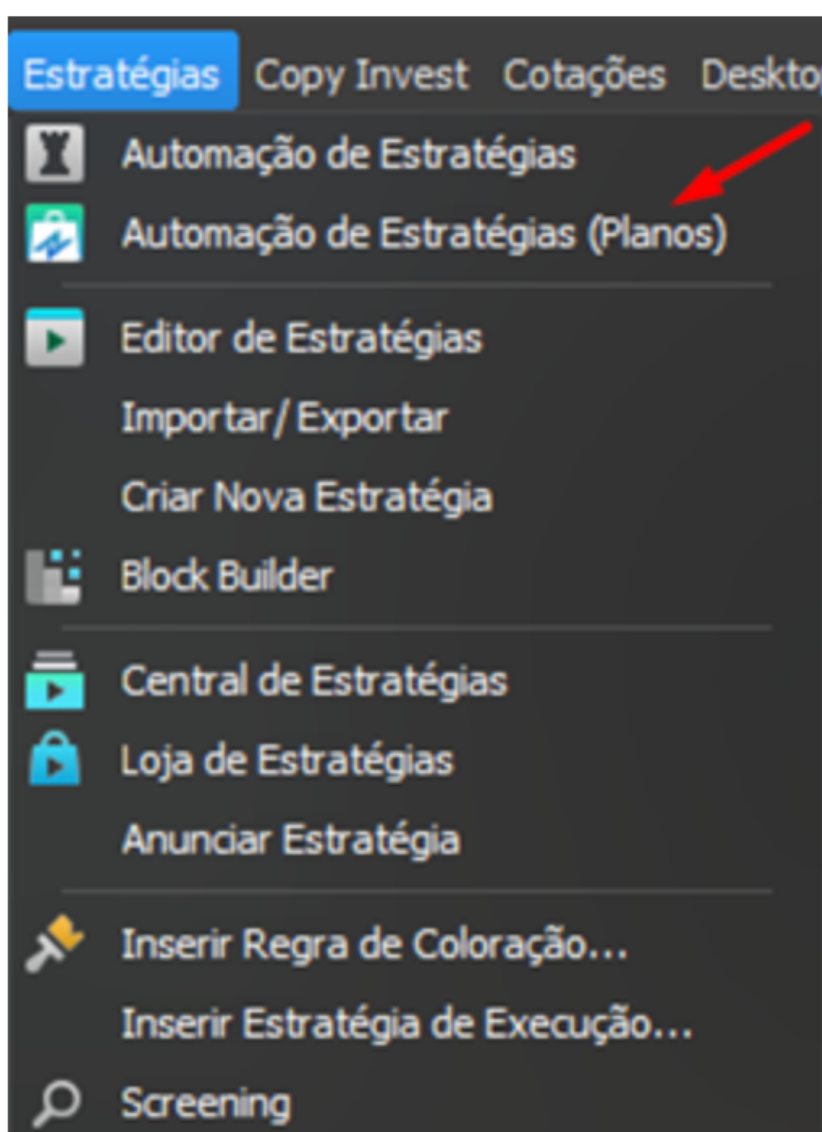 Estratégias Copy Invest Cotações Deskto
Automação de Estratégias
Automação de Estratégias (Planos)
Editor de Estratégias
Importar/Exportar
Criar Nova Estratégia
Block Builder
Central de Estratégias
Loja de Estratégias
Anunciar Estratégia
Inserir Regra de Coloração...
Inserir Estratégia de Execução...
Screening